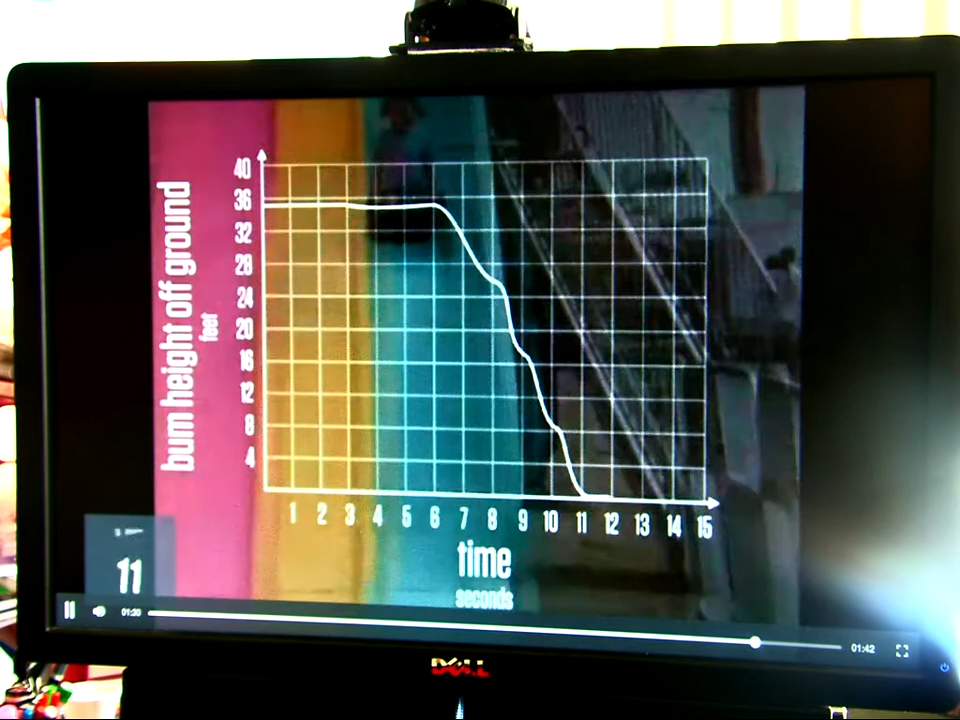 40
36
32
28
24
20
16
12
8
4
bum height off ground
feet
1 2 3 4 5 6 7 8 9 10 11 12 13 14 15
time
seconds
11
01:30
01:42
DELL